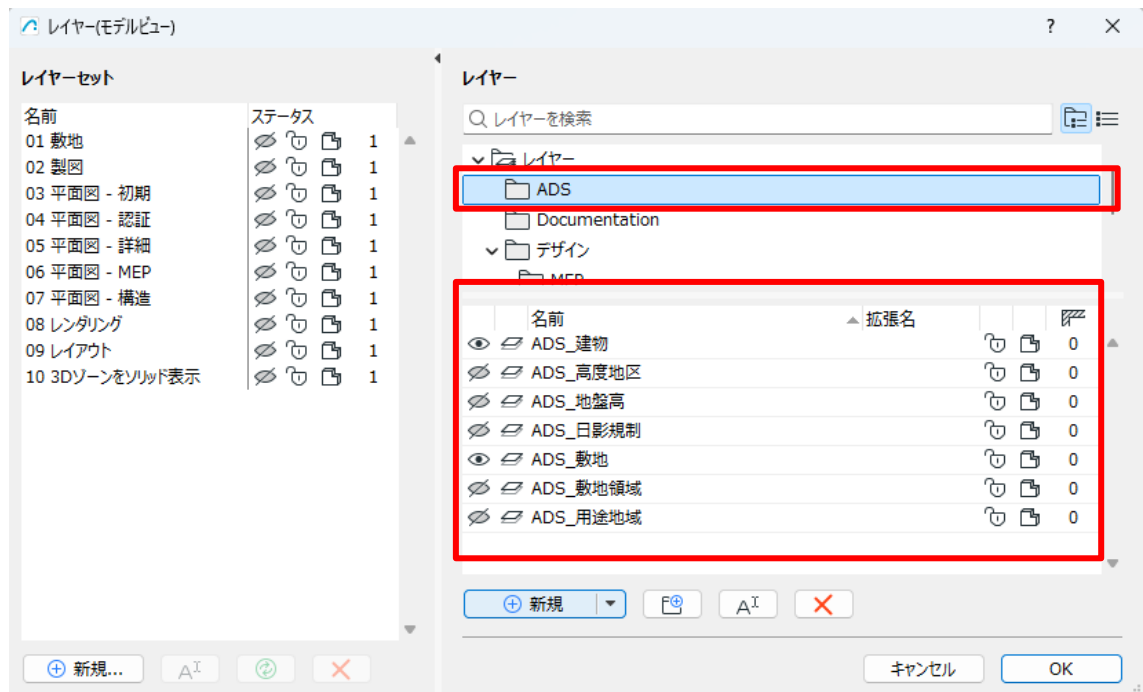 レイヤー(モデルビュー) ?
レイヤーセット
名前 ステータス
01 敷地 1
02 製図 1
03 平面図 - 初期 1
04 平面図 - 認証 1
05 平面図 - 詳細 1
06 平面図 - MEP 1
07 平面図 - 構造 1
08 レンダリング 1
09 レイアウト 1
10 3Dゾーンをソリッド表示 1
新規...
レイヤー
レイヤーを検索
レイヤー
ADS
Documentation
デザイン
MEP
名前 拡張名
ADS_建物 0
ADS_高度地区 0
ADS_地盤高 0
ADS_日影規制 0
ADS_敷地 0
ADS_敷地領域 0
ADS_用途地域 0
新規
キャンセル OK